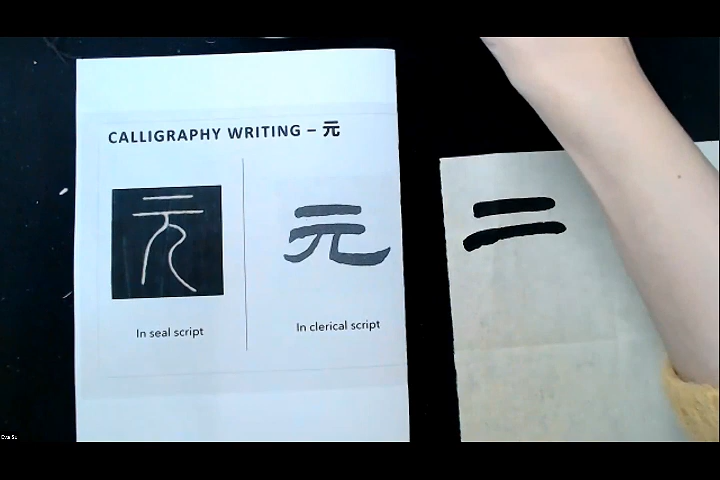 CALLIGRAPHY WRITING – 元
元
元
In seal script
In clerical script
二